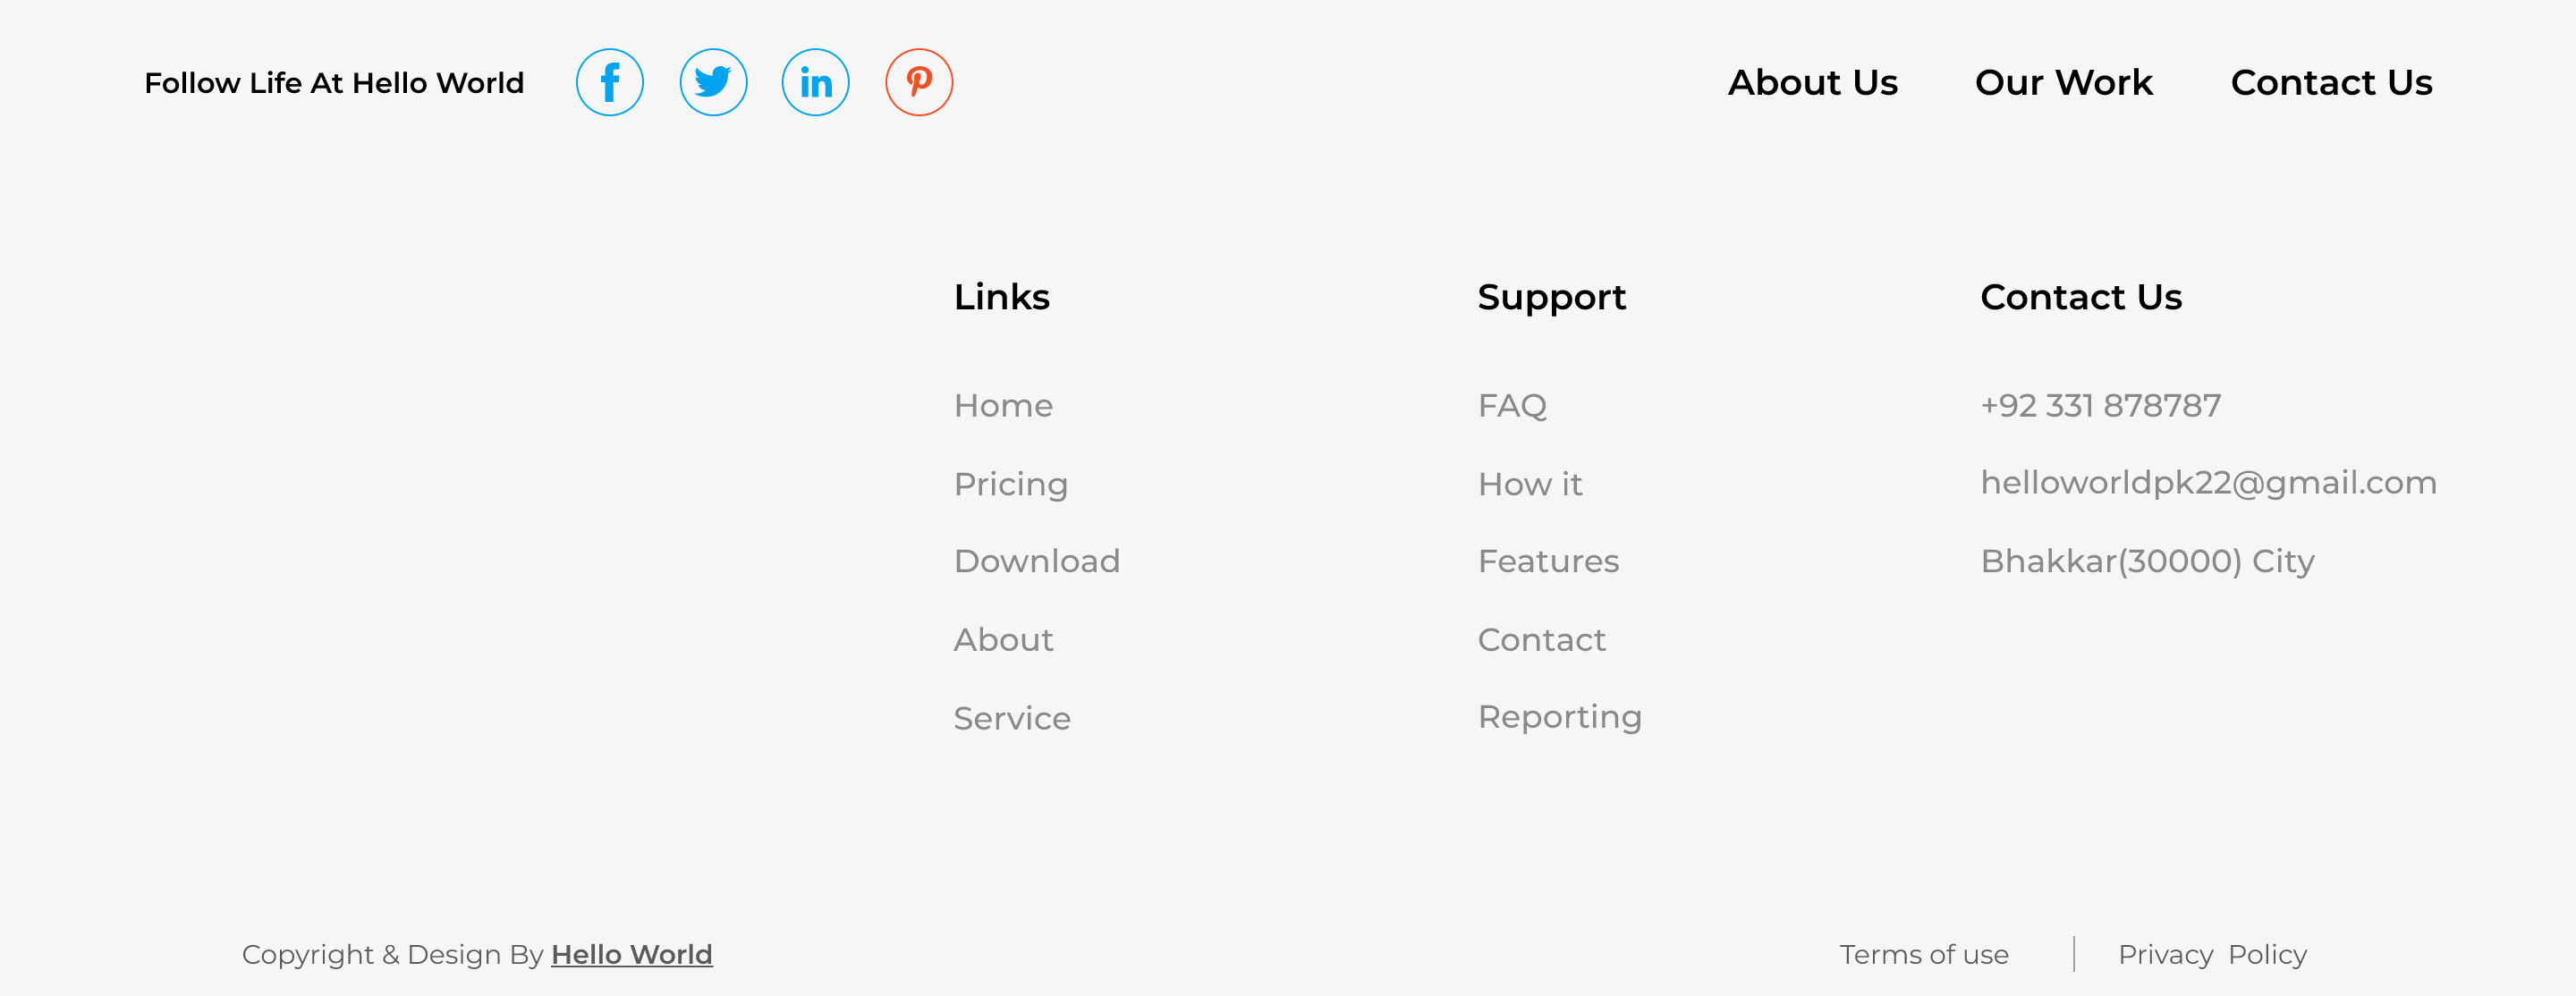 Follow Life At Hello World
About Us
Our Work
Contact Us
Links
Home
Pricing
Download
About
Service
Support
FAQ
How it
Features
Contact
Reporting
Contact Us
+92 331 878787
helloworldpk22@gmail.com
Bhakkar(30000) City
Copyright & Design By Hello World
Terms of use
Privacy Policy